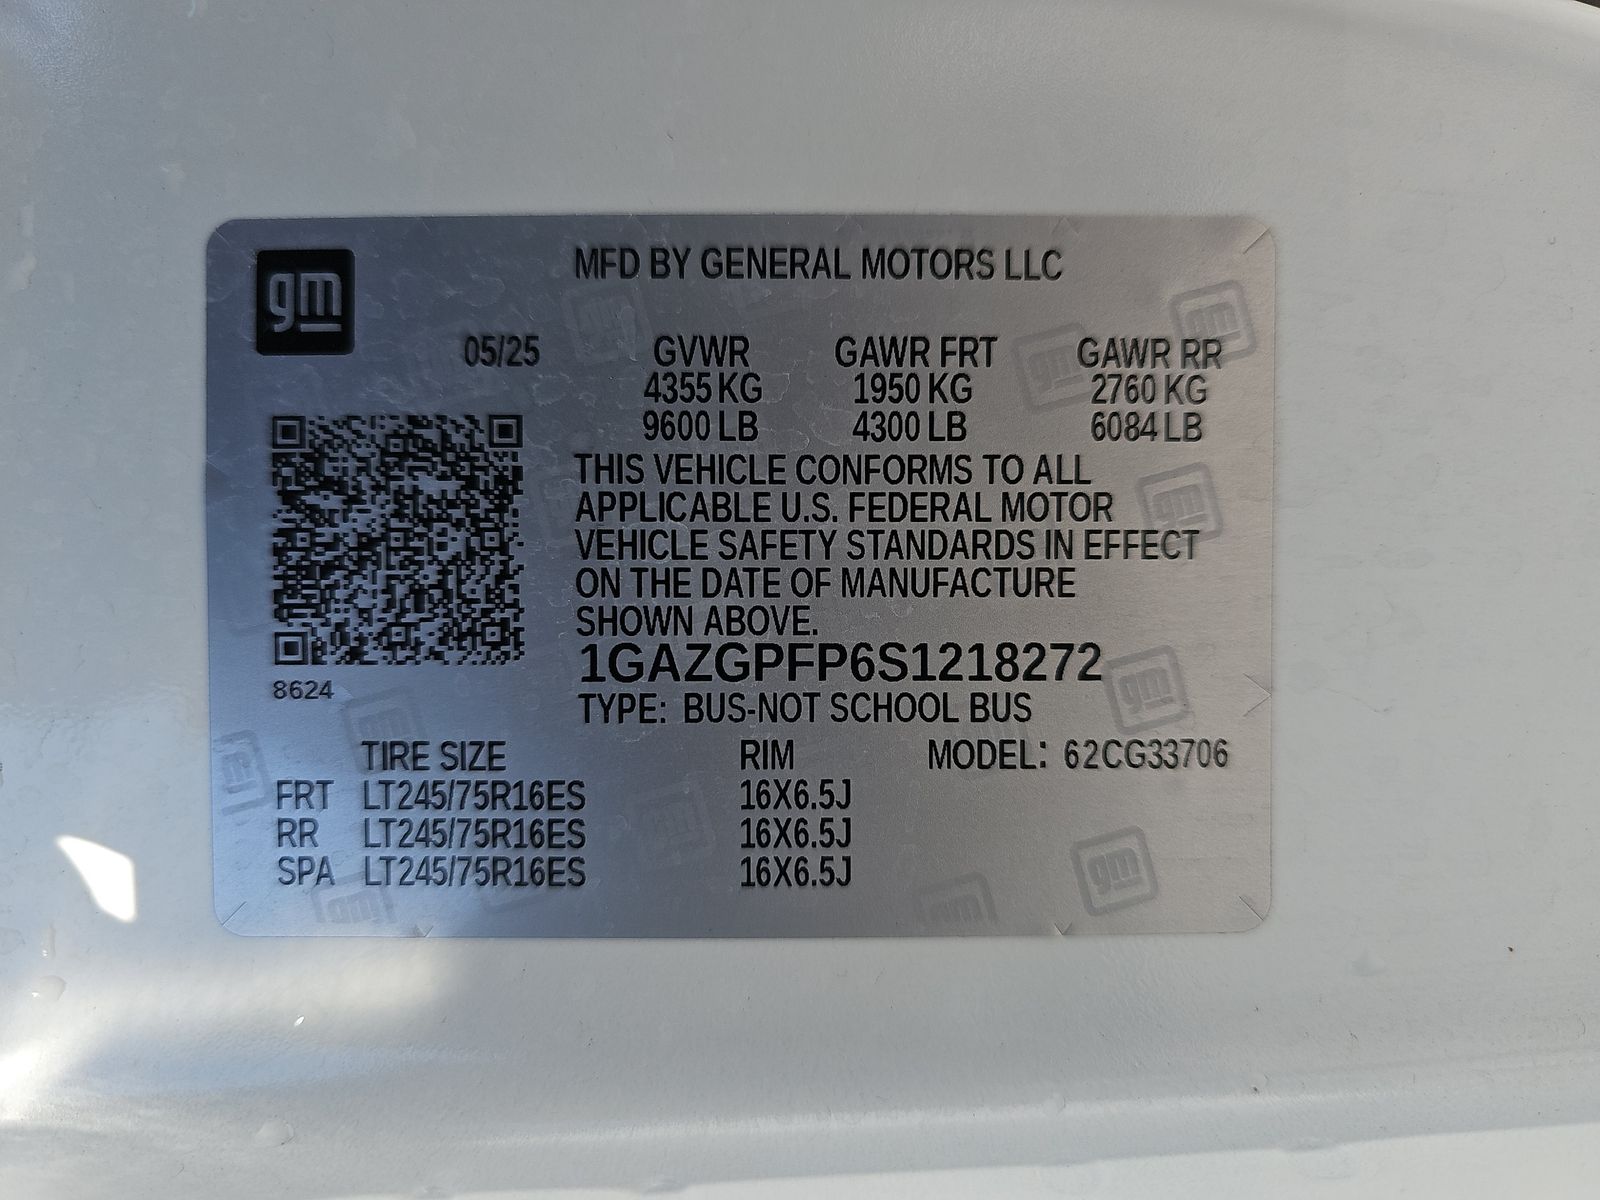 gm
MFD BY GENERAL MOTORS LLC
05/25 GVWR GAWR FRT GAWR RR
4355 KG 1950 KG 2760 KG
9600 LB 4300 LB 6084 LB
THIS VEHICLE CONFORMS TO ALL
APPLICABLE U.S. FEDERAL MOTOR
VEHICLE SAFETY STANDARDS IN EFFECT
ON THE DATE OF MANUFACTURE
SHOWN ABOVE.
1GAZGPFP6S1218272
8624
TYPE: BUS-NOT SCHOOL BUS
TIRE SIZE RIM MODEL: 62CG33706
FRT LT245/75R16ES 16X6.5J
RR LT245/75R16ES 16X6.5J
SPA LT245/75R16ES 16X6.5J